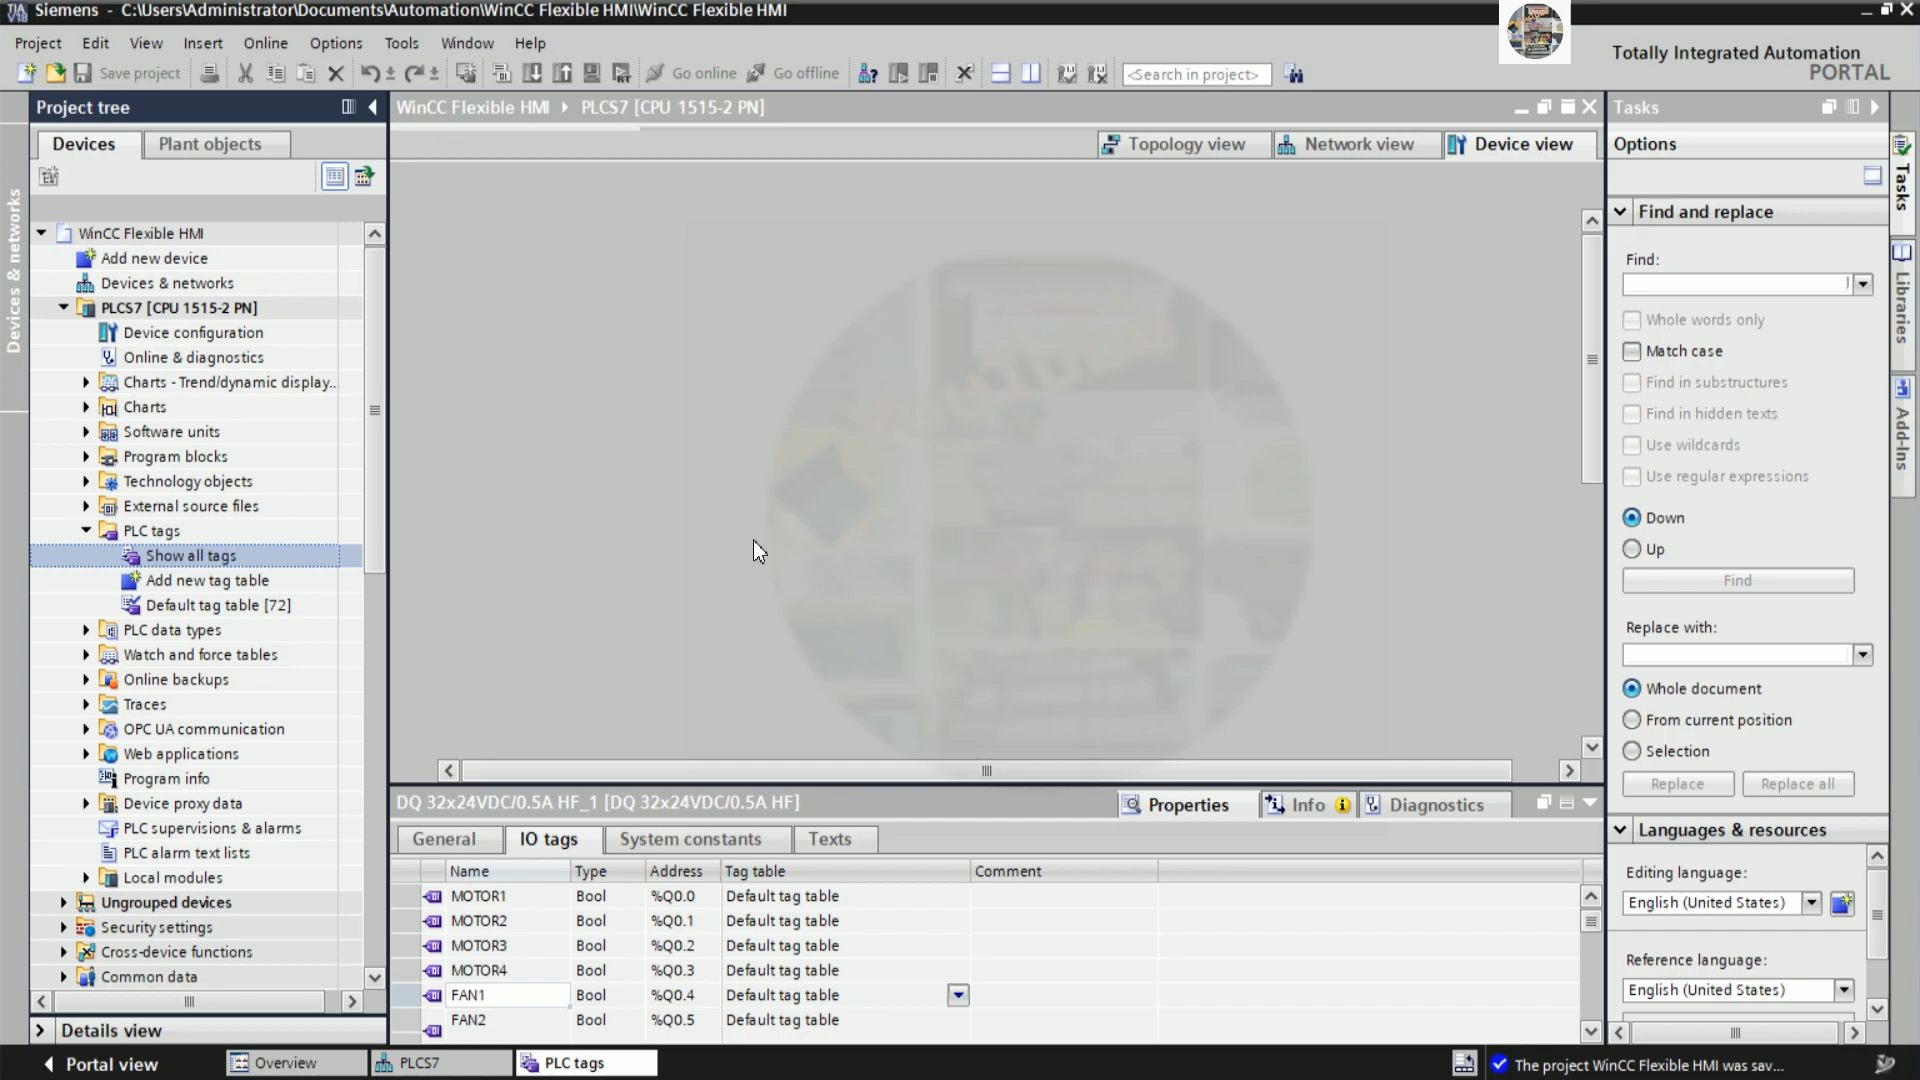 Siemens - C:\Users\Administrator\Documents\Automation\WinCC Flexible HMI\WinCC Flexible HMI
Project Edit View Insert Online Options Tools Window Help
Totally Integrated Automation
PORTAL
Save project
Go online
Go offline
<Search in project>
Project tree
WinCC Flexible HMI PLCS7 [CPU 1515-2 PN]
Tasks
Devices
Plant objects
Topology view
Network view
Device view
Options
Devices & networks
WinCC Flexible HMI
Add new device
Devices & networks
PLCS7 [CPU 1515-2 PN]
Device configuration
Online & diagnostics
Charts - Trend/dynamic display...
Charts
Software units
Program blocks
Technology objects
External source files
PLC tags
Show all tags
Add new tag table
Default tag table [72]
PLC data types
Watch and force tables
Online backups
Traces
OPC UA communication
Web applications
Program info
Device proxy data
PLC supervisions & alarms
PLC alarm text lists
Local modules
Ungrouped devices
Security settings
Cross-device functions
Common data
Details view
DQ 32x24VDC/0.5A HF_1 [DQ 32x24VDC/0.5A HF]
Properties
Info
Diagnostics
General
IO tags
System constants
Texts
Name Type Address Tag table Comment
MOTOR1 Bool %Q0.0 Default tag table
MOTOR2 Bool %Q0.1 Default tag table
MOTOR3 Bool %Q0.2 Default tag table
MOTOR4 Bool %Q0.3 Default tag table
FAN1 Bool %Q0.4 Default tag table
FAN2 Bool %Q0.5 Default tag table
Find and replace
Find:
Whole words only
Match case
Find in substructures
Find in hidden texts
Use wildcards
Use regular expressions
Down
Up
Find
Replace with:
Whole document
From current position
Selection
Replace
Replace all
Languages & resources
Editing language:
English (United States)
Reference language:
English (United States)
Tasks
Libraries
Add-Ins
Portal view
Overview
PLCS7
PLC tags
The project WinCC Flexible HMI was sav...